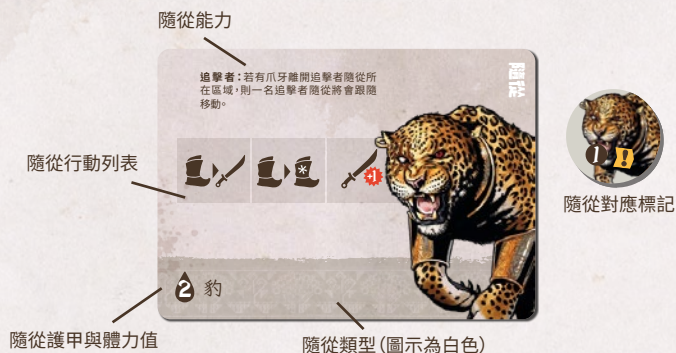 隨從能力
追擊者：若有爪牙離開追擊者隨從所
在區域，則一名追擊者隨從將會跟隨
移動。
隨從
隨從行動列表
*
+1
1
!
隨從對應標記
2 豹
隨從護甲與體力值
隨從類型（圖示為白色）